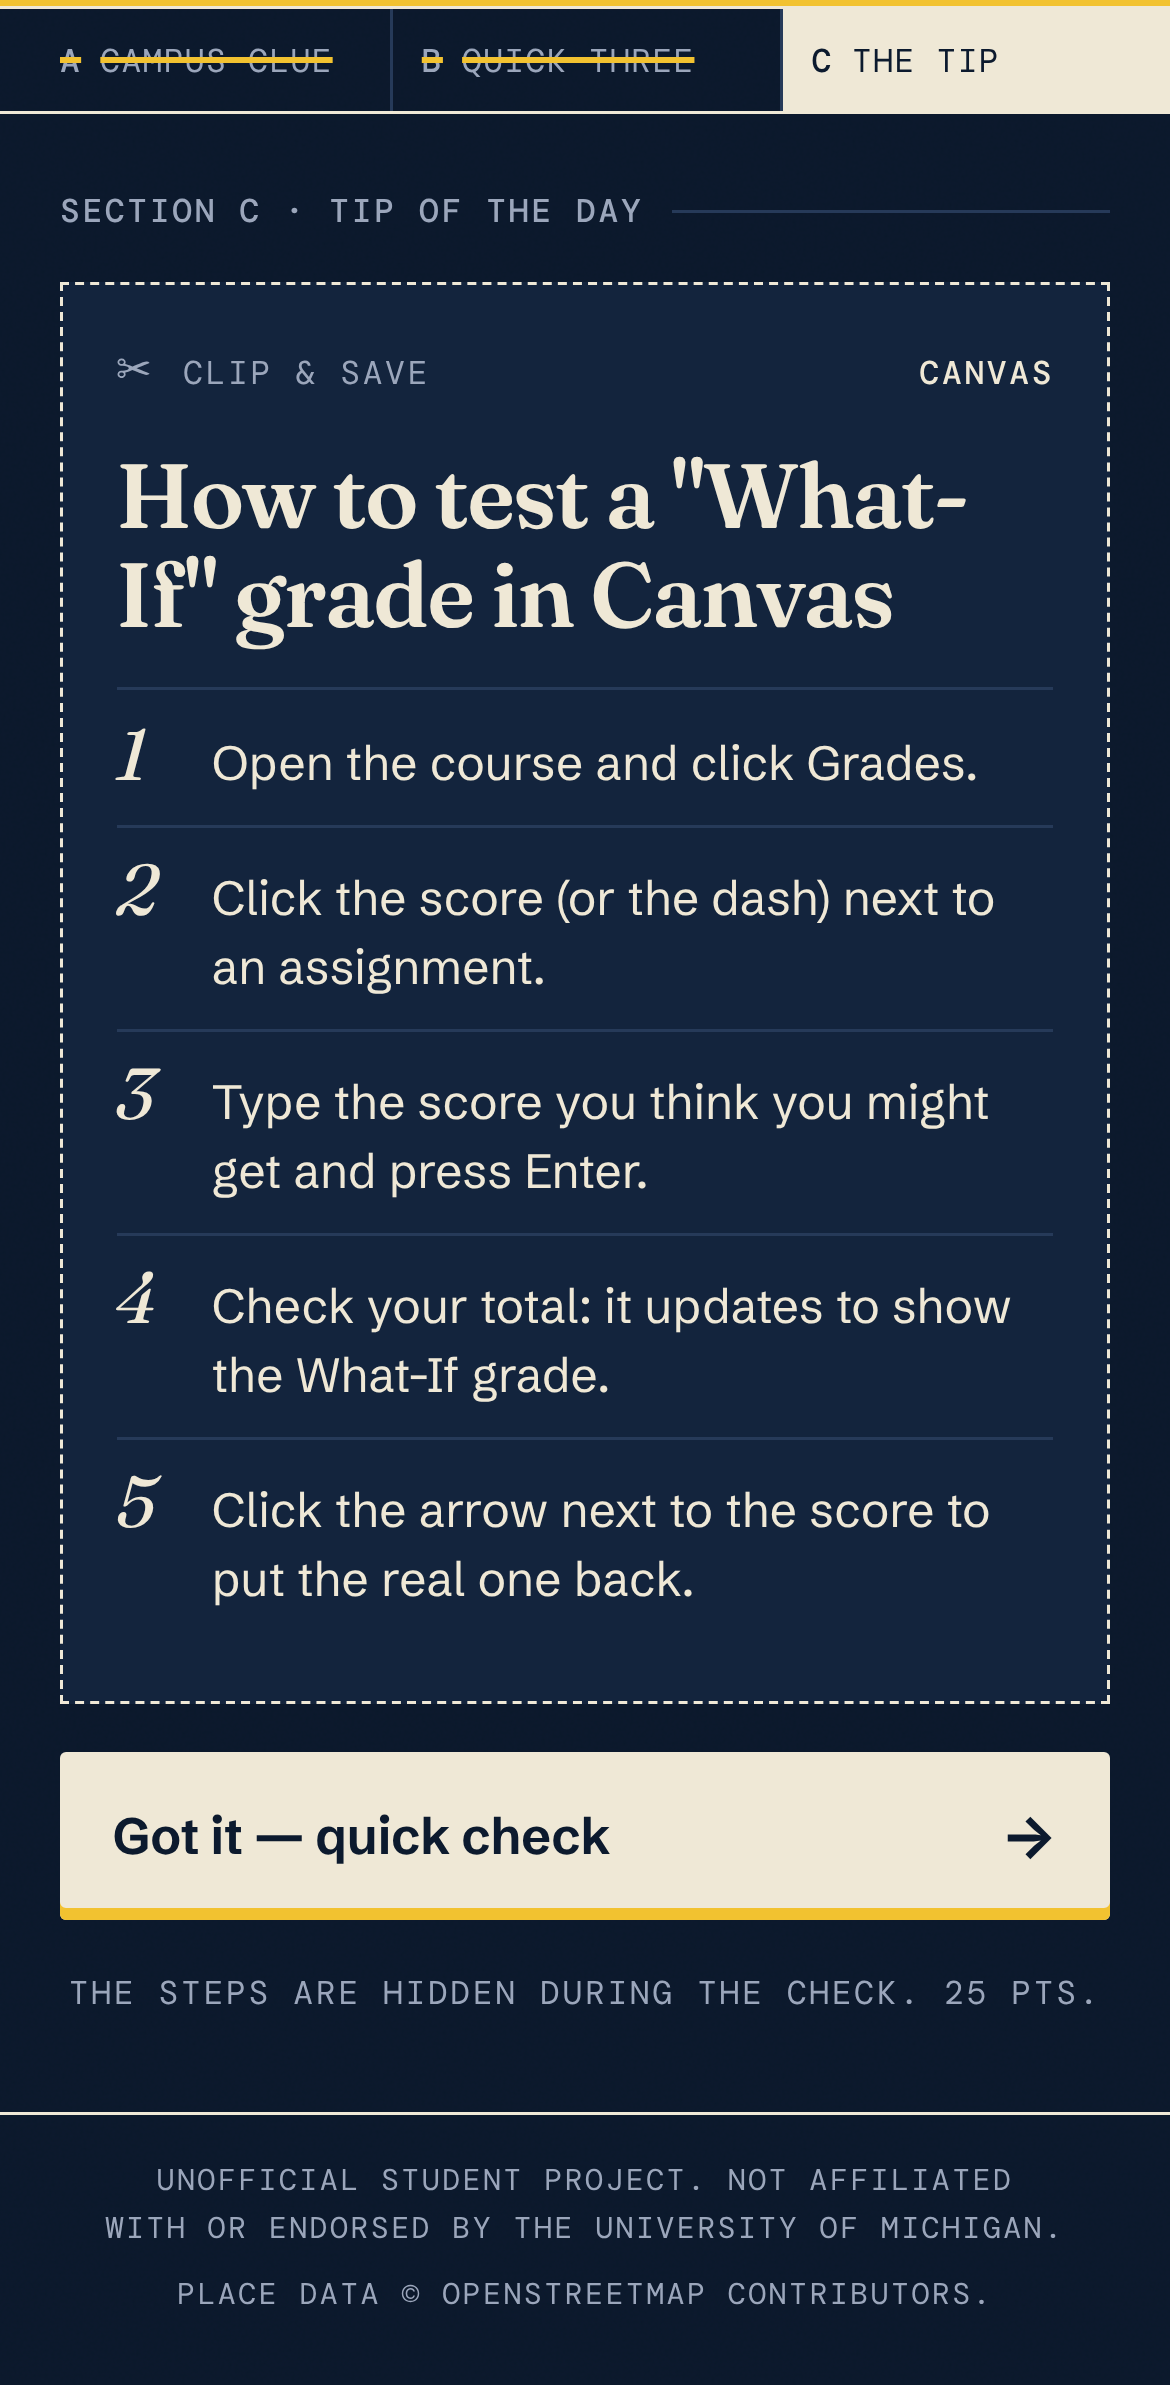 A CAMPUS CLUE
B QUICK THREE
C THE TIP
SECTION C · TIP OF THE DAY
✂ CLIP & SAVE
CANVAS
How to test a "What-
If" grade in Canvas
1 Open the course and click Grades.
2 Click the score (or the dash) next to
an assignment.
3 Type the score you think you might
get and press Enter.
4 Check your total: it updates to show
the What-If grade.
5 Click the arrow next to the score to
put the real one back.
Got it — quick check →
THE STEPS ARE HIDDEN DURING THE CHECK. 25 PTS.
UNOFFICIAL STUDENT PROJECT. NOT AFFILIATED
WITH OR ENDORSED BY THE UNIVERSITY OF MICHIGAN.
PLACE DATA © OPENSTREETMAP CONTRIBUTORS.